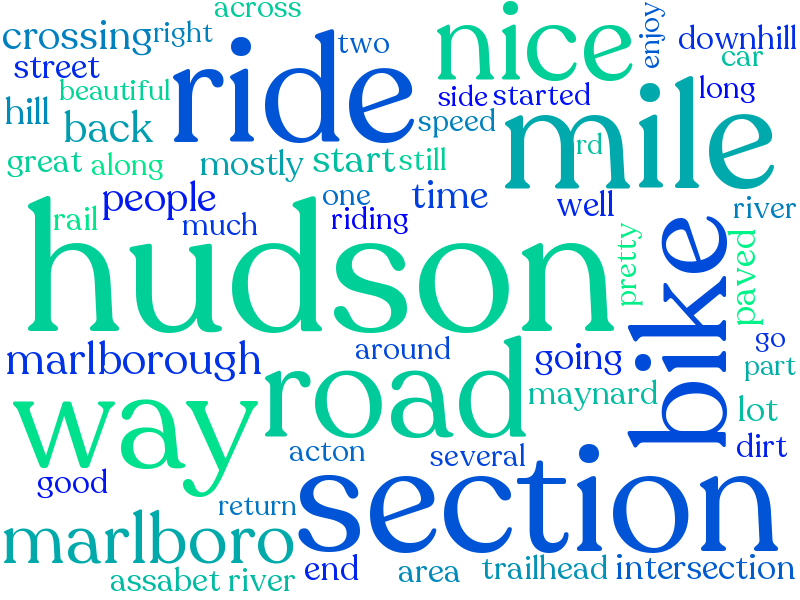 across
crossing
right
two
nice
enjoy
downhill
car
street
ride
beautiful
side
started
long
hill
back
speed
mile
rd
great
along
mostly
start
still
people
one
time
well
river
rail
much
riding
hudson
pretty
bike
paved
marlborough
around
going
go
part
way
road
maynard
lot
acton
several
dirt
good
return
section
marlboro
assabet river
end
area
trailhead
intersection